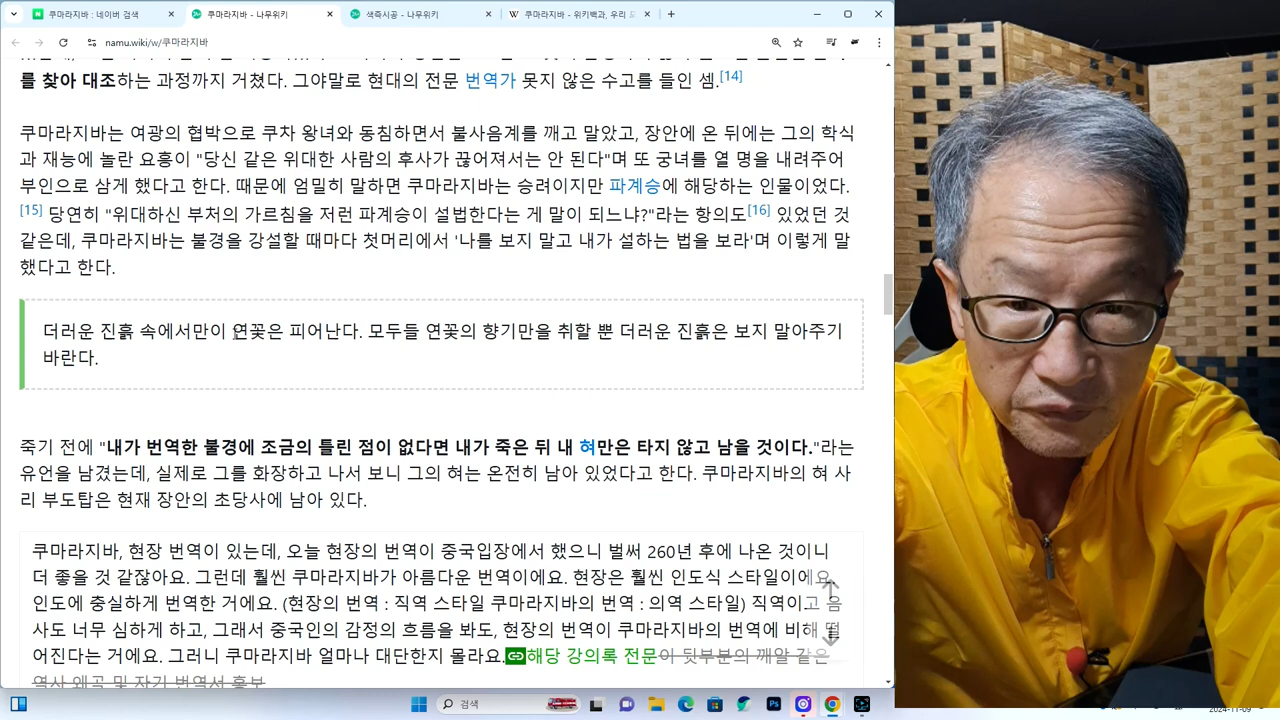 쿠마라지바 : 네이버 검색
쿠마라지바 - 나무위키
색즉시공 - 나무위키
W 쿠마라지바 - 위키백과, 우리 모
namu.wiki/w/쿠마라지바
를 찾아 대조하는 과정까지 거쳤다. 그야말로 현대의 전문 번역가 못지 않은 수고를 들인 셈.[14]
쿠마라지바는 여광의 협박으로 쿠차 왕녀와 동침하면서 불사음계를 깨고 말았고, 장안에 온 뒤에는 그의 학식
과 재능에 놀란 요흥이 "당신 같은 위대한 사람의 후사가 끊어져서는 안 된다"며 또 궁녀를 열 명을 내려주어
부인으로 삼게 했다고 한다. 때문에 엄밀히 말하면 쿠마라지바는 승려이지만 파계승에 해당하는 인물이었다.
[15] 당연히 "위대하신 부처의 가르침을 저런 파계승이 설법한다는 게 말이 되느냐?"라는 항의도[16] 있었던 것
같은데, 쿠마라지바는 불경을 강설할 때마다 첫머리에서 '나를 보지 말고 내가 설하는 법을 보라'며 이렇게 말
했다고 한다.
더러운 진흙 속에서만이 연꽃은 피어난다. 모두들 연꽃의 향기만을 취할 뿐 더러운 진흙은 보지 말아주기
바란다.
죽기 전에 "내가 번역한 불경에 조금의 틀린 점이 없다면 내가 죽은 뒤 내 혀만은 타지 않고 남을 것이다."라는
유언을 남겼는데, 실제로 그를 화장하고 나서 보니 그의 혀는 온전히 남아 있었다고 한다. 쿠마라지바의 혀 사
리 부도탑은 현재 장안의 초당사에 남아 있다.
쿠마라지바, 현장 번역이 있는데, 오늘 현장의 번역이 중국입장에서 했으니 벌써 260년 후에 나온 것이니
더 좋을 것 같잖아요. 그런데 훨씬 쿠마라지바가 아름다운 번역이에요. 현장은 훨씬 인도식 스타일이에요.
인도에 충실하게 번역한 거에요. (현장의 번역 : 직역 스타일 쿠마라지바의 번역 : 의역 스타일) 직역이고 음
사도 너무 심하게 하고, 그래서 중국인의 감정의 흐름을 봐도, 현장의 번역이 쿠마라지바의 번역에 비해 떨
어진다는 거에요. 그러니 쿠마라지바 얼마나 대단한지 몰라요.해당 강의록 전문이 뒷부분의 깨알 같은
역사 왜곡 및 자기 번역서 홍보
검색
Ps
2024-11-09